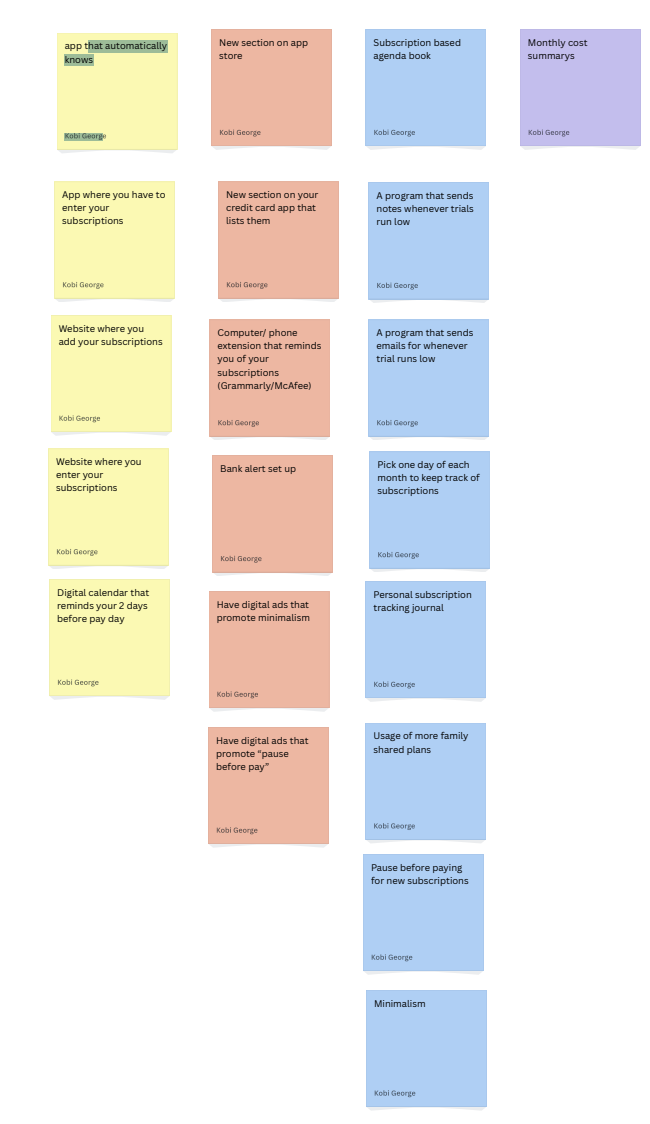 app that automatically
knows
Kobi George
New section on app
store
Kobi George
Subscription based
agenda book
Kobi George
Monthly cost
summarys
Kobi George
App where you have to
enter your
subscriptions
Kobi George
New section on your
credit card app that
lists them
Kobi George
A program that sends
notes whenever trials
run low
Kobi George
Website where you
add your subscriptions
Kobi George
Computer/ phone
extension that reminds
you of your
subscriptions
(Grammarly/McAfee)
Kobi George
A program that sends
emails for whenever
trial runs low
Kobi George
Website where you
enter your
subscriptions
Kobi George
Bank alert set up
Kobi George
Pick one day of each
month to keep track of
subscriptions
Kobi George
Digital calendar that
reminds your 2 days
before pay day
Kobi George
Have digital ads that
promote minimalism
Kobi George
Personal subscription
tracking journal
Kobi George
Have digital ads that
promote “pause
before pay”
Kobi George
Usage of more family
shared plans
Kobi George
Pause before paying
for new subscriptions
Kobi George
Minimalism
Kobi George